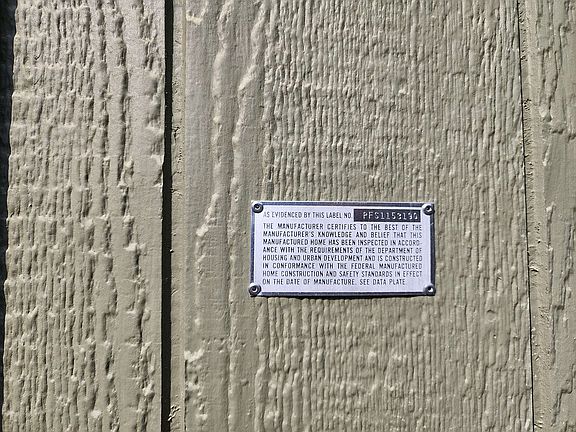 AS EVIDENCED BY THIS LABEL NO. PFS1153190
THE MANUFACTURER CERTIFIES TO THE BEST OF THE
MANUFACTURER'S KNOWLEDGE AND BELIEF THAT THIS
MANUFACTURED HOME HAS BEEN INSPECTED IN ACCORD-
ANCE WITH THE REQUIREMENTS OF THE DEPARTMENT OF
HOUSING AND URBAN DEVELOPMENT AND IS CONSTRUCTED
IN CONFORMANCE WITH THE FEDERAL MANUFACTURED
HOME CONSTRUCTION AND SAFETY STANDARDS IN EFFECT
ON THE DATE OF MANUFACTURE. SEE DATA PLATE.